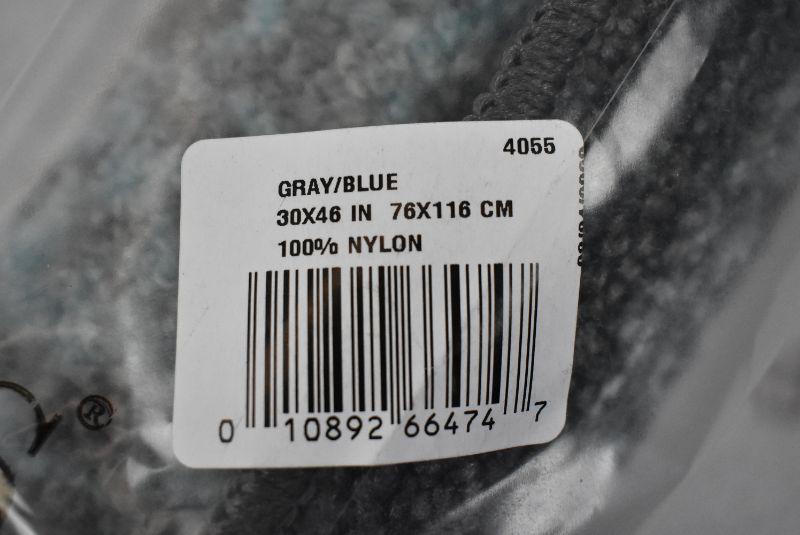 4055
GRAY/BLUE
30X46 IN 76X116 CM
100% NYLON
0 10892 66474 7
®